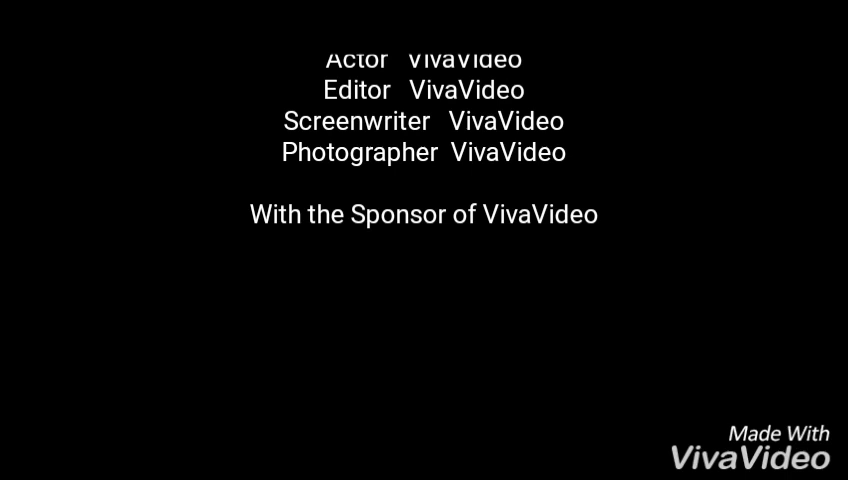 Actor VivaVideo
Editor VivaVideo
Screenwriter VivaVideo
Photographer VivaVideo
With the Sponsor of VivaVideo
Made With
VivaVideo